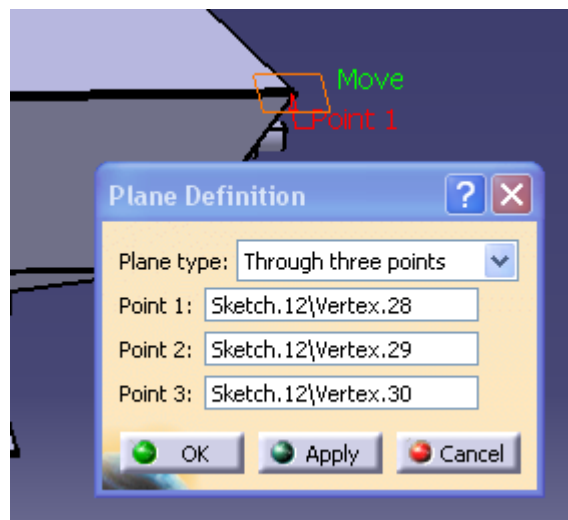 Move
Point 1
Plane Definition
Plane type: Through three points
Point 1: Sketch.12\Vertex.28
Point 2: Sketch.12\Vertex.29
Point 3: Sketch.12\Vertex.30
OK Apply Cancel